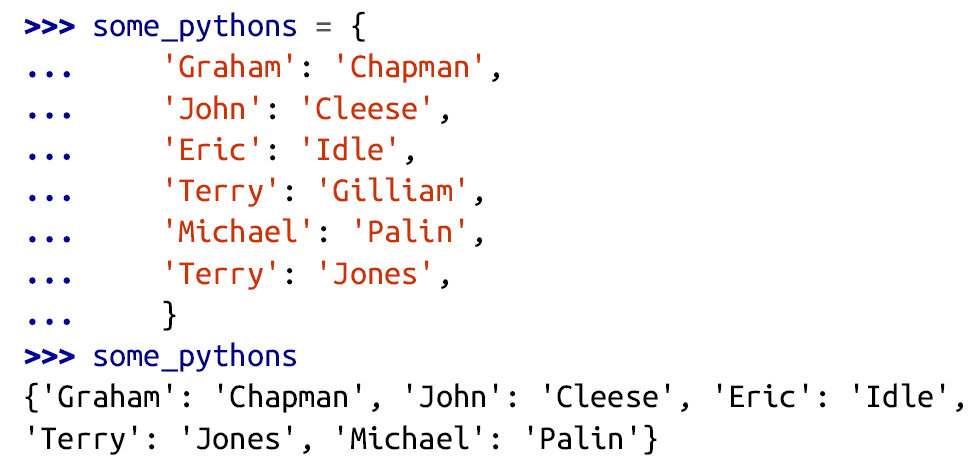 >>> some_pythons = {
...     'Graham': 'Chapman',
...     'John': 'Cleese',
...     'Eric': 'Idle',
...     'Terry': 'Gilliam',
...     'Michael': 'Palin',
...     'Terry': 'Jones',
...     }
>>> some_pythons
{'Graham': 'Chapman', 'John': 'Cleese', 'Eric': 'Idle',
'Terry': 'Jones', 'Michael': 'Palin'}